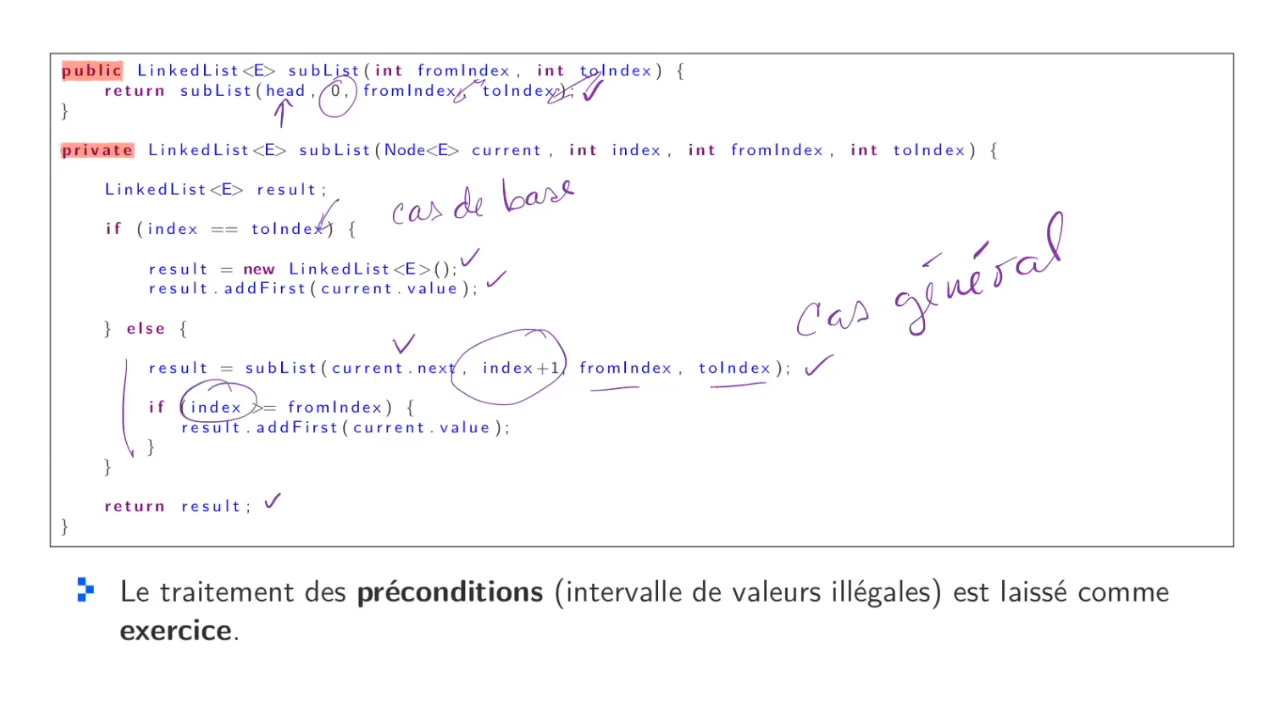 public LinkedList<E> subList(int fromIndex, int toIndex) {
return subList(head, 0, fromIndex, toIndex);
}
private LinkedList<E> subList(Node<E> current, int index, int fromIndex, int toIndex) {
LinkedList<E> result;
cas de base
if (index == toIndex) {
result = new LinkedList<E>();
result.addFirst(current.value);
cas général
} else {
result = subList(current.next, index+1, fromIndex, toIndex);
if (index >= fromIndex) {
result.addFirst(current.value);
}
}
return result;
}
Le traitement des préconditions (intervalle de valeurs illégales) est laissé comme
exercice.